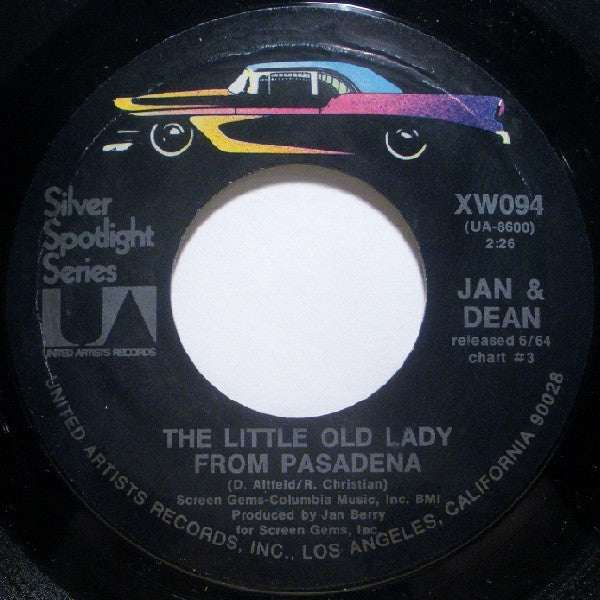 Silver
Spotlight
Series
UA
UNITED ARTISTS RECORDS
XW094
(UA-8600)
2:26
JAN &
DEAN
released 6/64
chart #3
THE LITTLE OLD LADY
FROM PASADENA
(D. Altfeld/R. Christian)
Screen Gems-Columbia Music, Inc. BMI
Produced by Jan Berry
for Screen Gems, Inc.
UNITED ARTISTS RECORDS, INC., LOS ANGELES, CALIFORNIA 90028